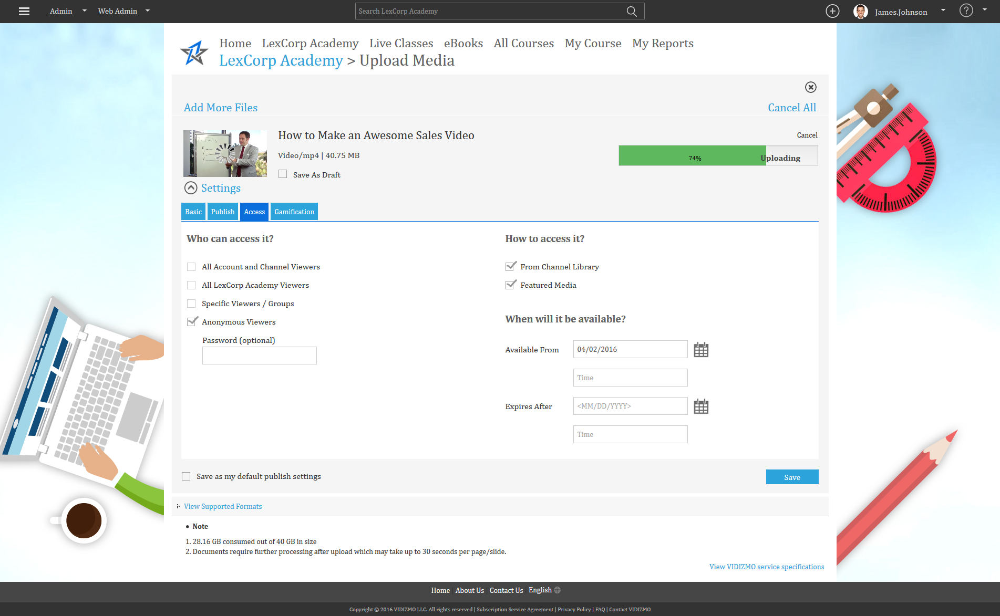 Admin Web Admin Search LexCorp Academy James.Johnson ?
Home LexCorp Academy Live Classes eBooks All Courses My Course My Reports
LexCorp Academy > Upload Media
Add More Files Cancel All
How to Make an Awesome Sales Video Cancel
Video/mp4 | 40.75 MB 74% Uploading
Save As Draft
Settings
Basic Publish Access Gamification
Who can access it? How to access it?
All Account and Channel Viewers From Channel Library
All LexCorp Academy Viewers Featured Media
Specific Viewers / Groups
Anonymous Viewers When will it be available?
Password (optional)
Available From 04/02/2016
Time
Expires After <MM/DD/YYYY>
Time
Save as my default publish settings Save
View Supported Formats
• Note
1. 28.16 GB consumed out of 40 GB in size
2. Documents require further processing after upload which may take up to 30 seconds per page/slide.
View VIDIZMO service specifications
Home | About Us | Contact Us | English
Copyright © 2016 VIDIZMO LLC. All rights reserved | Subscription Service Agreement | Privacy Policy | FAQ | Contact VIDIZMO